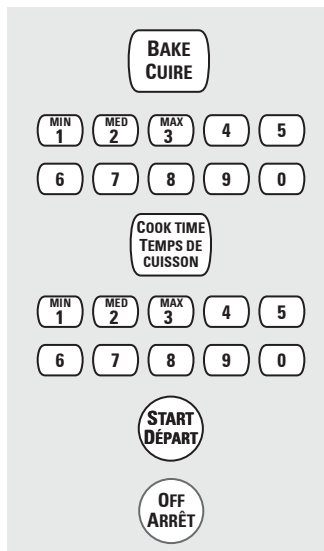 BAKE
CUIRE
MIN MED MAX
1 2 3 4 5
6 7 8 9 0
COOK TIME
TEMPS DE
CUISSON
MIN MED MAX
1 2 3 4 5
6 7 8 9 0
START
DÉPART
OFF
ARRÊT